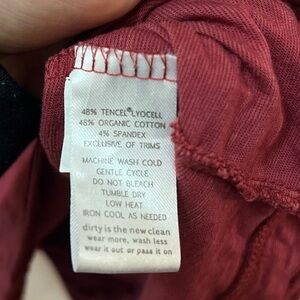 48% TENCEL®LYOCELL
48% ORGANIC COTTON
4% SPANDEX
EXCLUSIVE OF TRIMS
MACHINE WASH COLD
GENTLE CYCLE
DO NOT BLEACH
TUMBLE DRY
LOW HEAT
IRON COOL AS NEEDED
dirty is the new clean
wear more, wash less
wear it out or pass it on